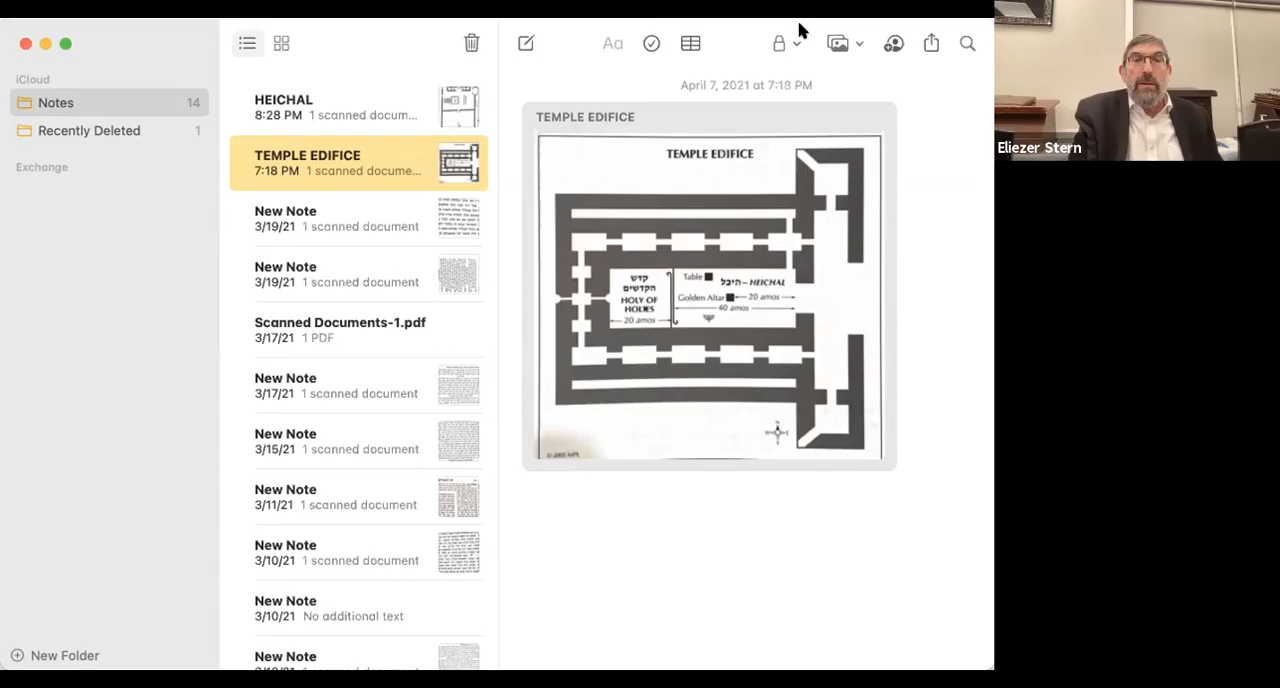 iCloud
Notes 14
Recently Deleted 1
Exchange
New Folder
HEICHAL
8:28 PM 1 scanned docum...
TEMPLE EDIFICE
7:18 PM 1 scanned docume...
New Note
3/19/21 1 scanned document
New Note
3/19/21 1 scanned document
Scanned Documents-1.pdf
3/17/21 1 PDF
New Note
3/17/21 1 scanned document
New Note
3/15/21 1 scanned document
New Note
3/11/21 1 scanned document
New Note
3/10/21 1 scanned document
New Note
3/10/21 No additional text
New Note
Aa
April 7, 2021 at 7:18 PM
TEMPLE EDIFICE
TEMPLE EDIFICE
קדש
הקדשים
HOLY OF
HOLIES
20 amos
Table
היכל – HEICHAL
Golden Altar 20 amos
40 amos
Eliezer Stern